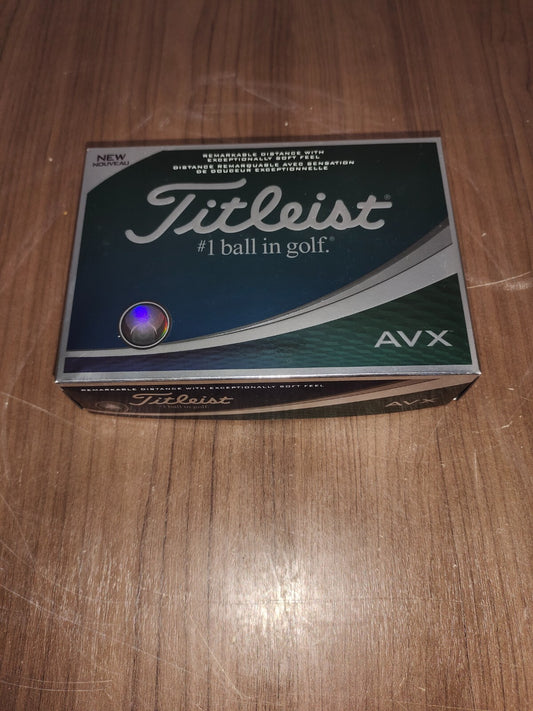 NEW
NOUVEAU
REMARKABLE DISTANCE WITH
EXCEPTIONALLY SOFT FEEL
DISTANCE REMARQUABLE AVEC SENSATION
DE DOUCEUR EXCEPTIONNELLE
Titleist®
#1 ball in golf.®
AVX™
REMARKABLE DISTANCE WITH EXCEPTIONALLY SOFT FEEL
Titleist
#1 ball in golf.
AVX